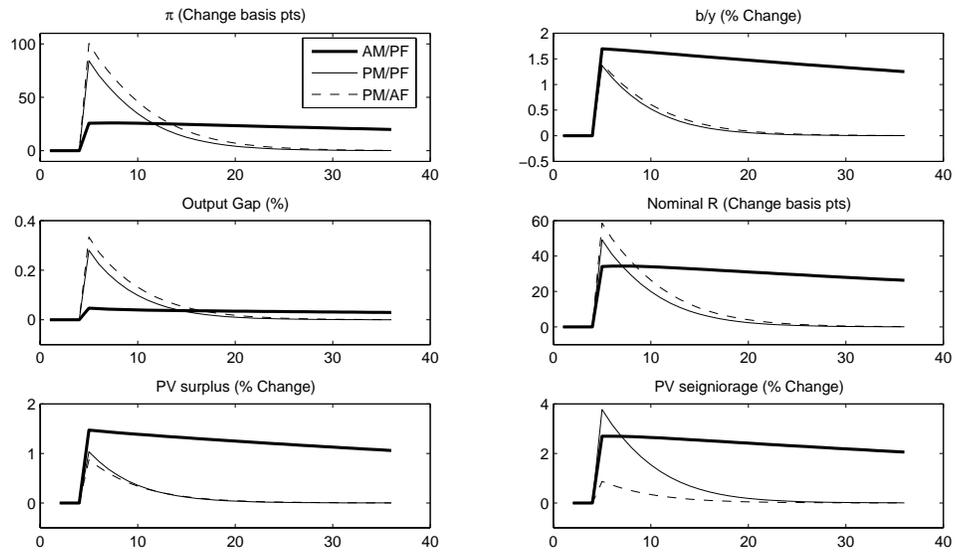 π (Change basis pts)
100
50
0
0 10 20 30 40
AM/PF
PM/PF
PM/AF
b/y (% Change)
2
1.5
1
0.5
0
−0.5
0 10 20 30 40
Output Gap (%)
0.4
0.2
0
0 10 20 30 40
Nominal R (Change basis pts)
60
40
20
0
0 10 20 30 40
PV surplus (% Change)
2
1
0
0 10 20 30 40
PV seigniorage (% Change)
4
2
0
0 10 20 30 40